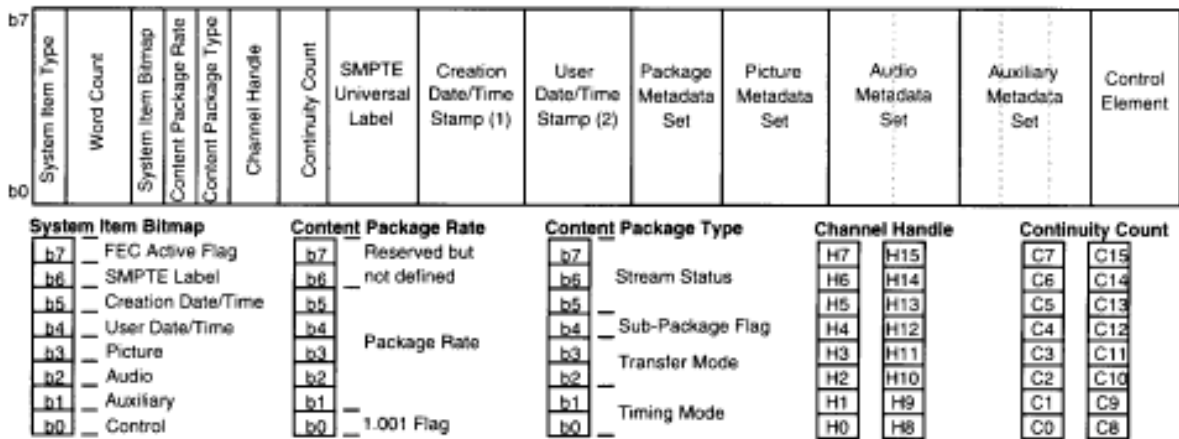 b7
b0
System Item Type
Word Count
System Item Bitmap
Content Package Rate
Content Package Type
Channel Handle
Continuity Count
SMPTE
Universal
Label
Creation
Date/Time
Stamp (1)
User
Date/Time
Stamp (2)
Package
Metadata
Set
Picture
Metadata
Set
Audio
Metadata
Set
Auxiliary
Metadata
Set
Control
Element
System Item Bitmap
b7 FEC Active Flag
b6 SMPTE Label
b5 Creation Date/Time
b4 User Date/Time
b3 Picture
b2 Audio
b1 Auxiliary
b0 Control
Content Package Rate
b7 Reserved but
b6 not defined
b5
b4
Package Rate
b3
b2
b1
b0 1.001 Flag
Content Package Type
b7
b6 Stream Status
b5
b4 Sub-Package Flag
b3
Transfer Mode
b2
b1
Timing Mode
b0
Channel Handle
H7 H15
H6 H14
H5 H13
H4 H12
H3 H11
H2 H10
H1 H9
H0 H8
Continuity Count
C7 C15
C6 C14
C5 C13
C4 C12
C3 C11
C2 C10
C1 C9
C0 C8